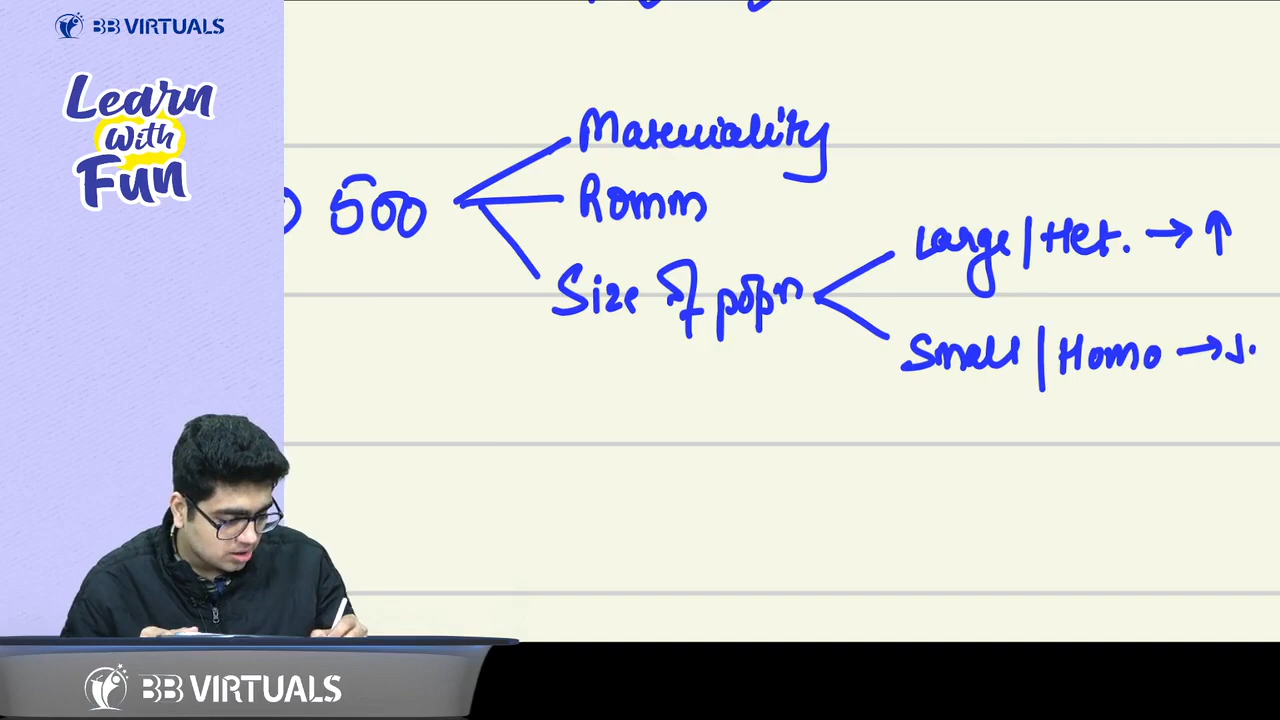 BB VIRTUALS
Learn
With
Fun
Materiality
500
Romm
Large | Het. → ↑
Size of popn
Small | Homo → ↓.
BB VIRTUALS